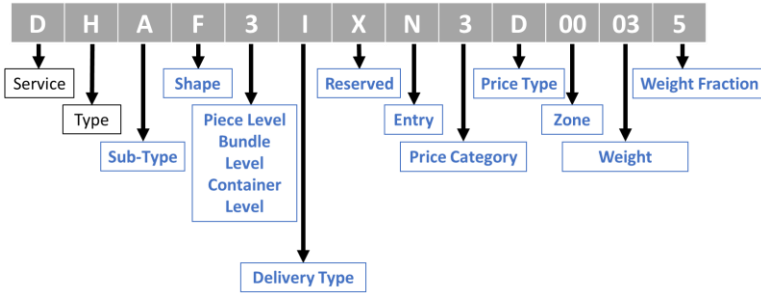 D H A F 3 I X N 3 D 00 03 5
Service
Shape
Reserved
Price Type
Weight Fraction
Type
Piece Level
Bundle
Level
Container
Level
Entry
Zone
Sub-Type
Price Category
Weight
Delivery Type